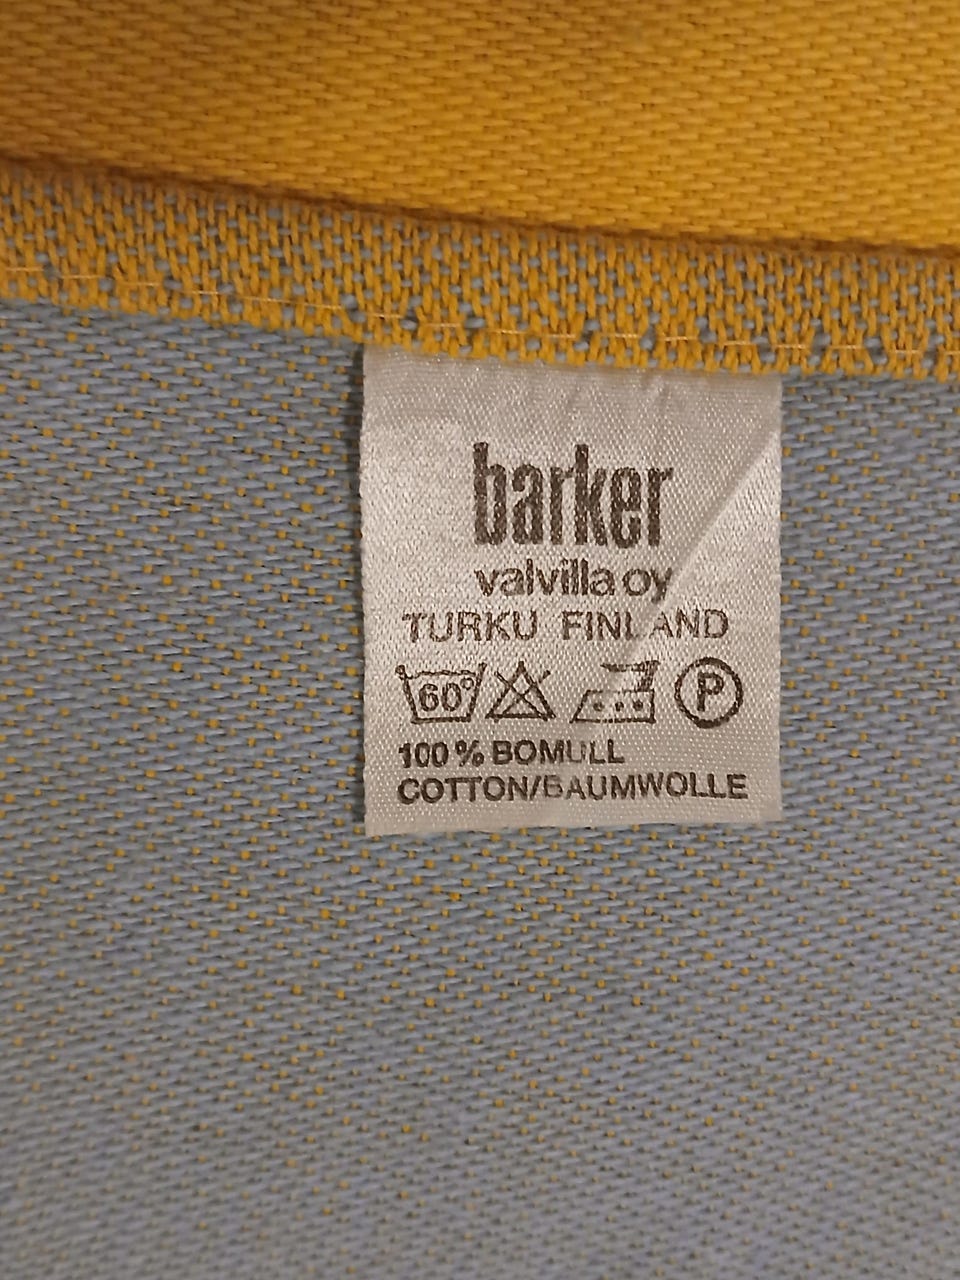 barker
valvilla oy
TURKU FINLAND
60° P
100 % BOMULL
COTTON/BAUMWOLLE